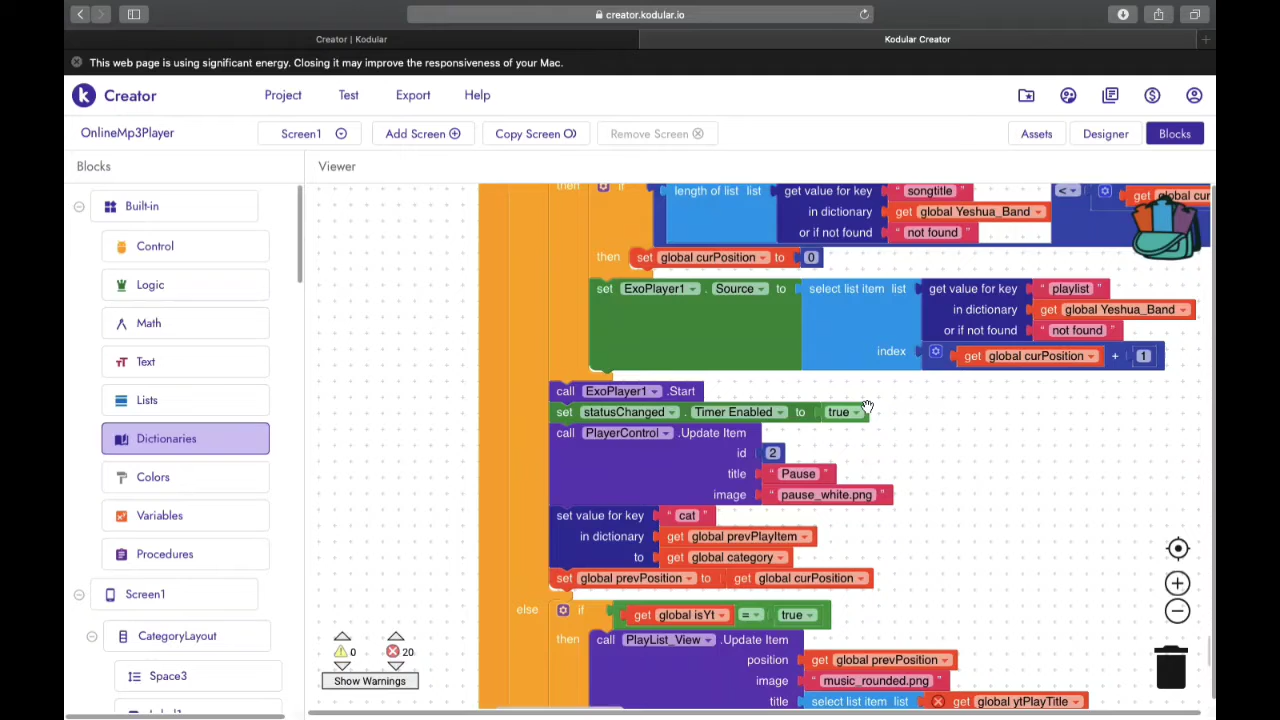 creator.kodular.io
Creator | Kodular
Kodular Creator
This web page is using significant energy. Closing it may improve the responsiveness of your Mac.
k Creator
Project
Test
Export
Help
OnlineMp3Player
Screen1
Add Screen
Copy Screen
Remove Screen
Assets
Designer
Blocks
Blocks
Viewer
Built-in
Control
Logic
Math
Text
Lists
Dictionaries
Colors
Variables
Procedures
Screen1
CategoryLayout
Space3
then if length of list list get value for key " songtitle " < get global cur
in dictionary get global Yeshua_Band
or if not found " not found "
then set global curPosition to 0
set ExoPlayer1 . Source to select list item list get value for key " playlist "
in dictionary get global Yeshua_Band
or if not found " not found "
index get global curPosition + 1
call ExoPlayer1 .Start
set statusChanged . Timer Enabled to true
call PlayerControl .Update Item
id 2
title " Pause "
image " pause_white.png "
set value for key " cat "
in dictionary get global prevPlayItem
to get global category
set global prevPosition to get global curPosition
else if get global isYt = true
then call PlayList_View .Update Item
position get global prevPosition
image " music_rounded.png "
title select list item list get global ytPlayTitle
0 20
Show Warnings